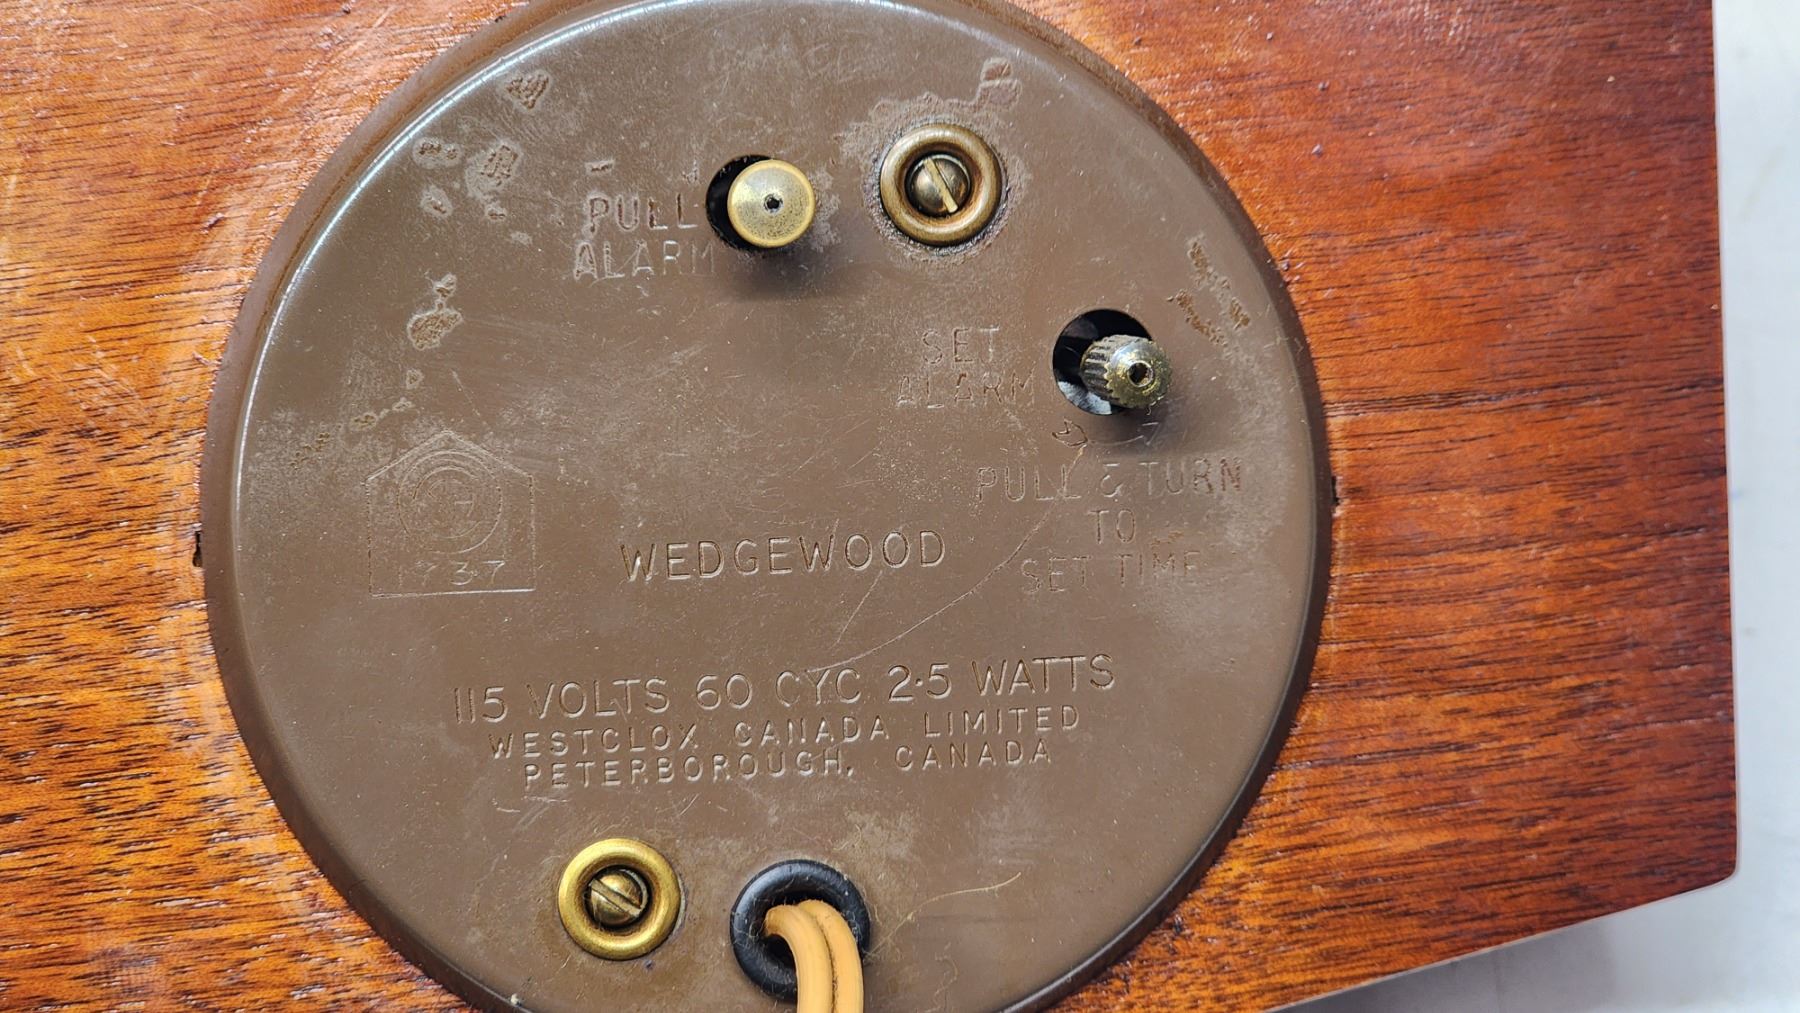 PULL
ALARM
SET
ALARM
PULL & TURN
TO
SET TIME
1737
WEDGEWOOD
115 VOLTS 60 CYC 2.5 WATTS
WESTCLOX CANADA LIMITED
PETERBOROUGH, CANADA